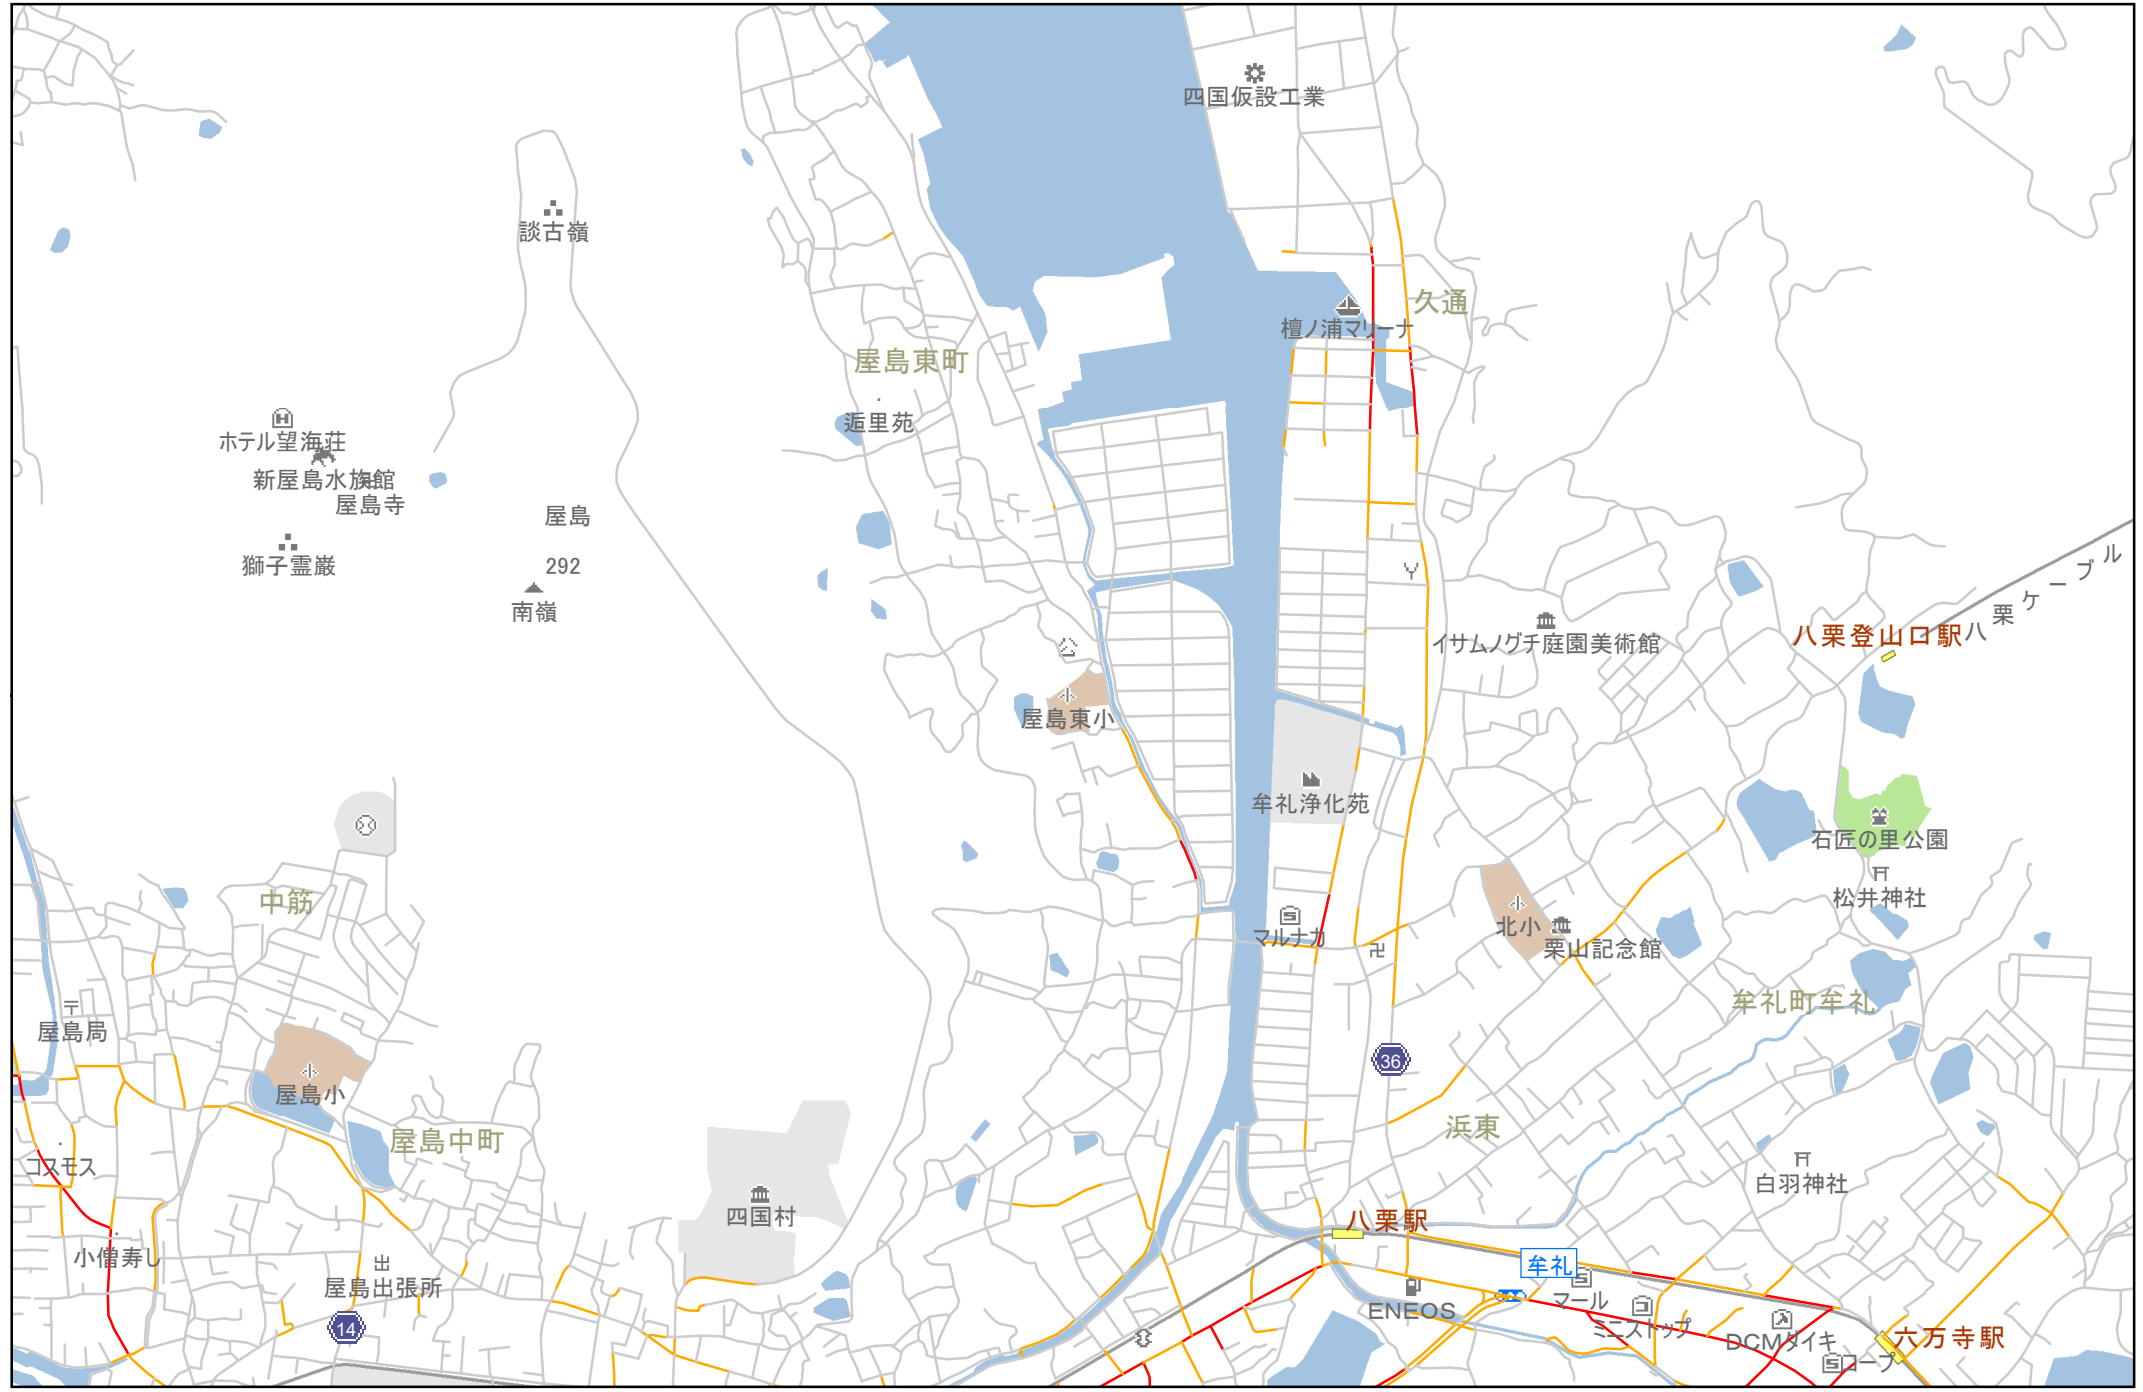 四国仮設工業
談古嶺
久通
檀ノ浦マリーナ
屋島東町
逅里苑
ホテル望海荘
新屋島水族館
屋島寺
屋島
獅子霊巌
292
南嶺
八栗ケーブル
イサムノグチ庭園美術館
八栗登山口駅
屋島東小
牟礼浄化苑
石匠の里公園
松井神社
中筋
北小
マルナカ
栗山記念館
牟礼町牟礼
屋島局
36
屋島小
浜東
屋島中町
コスモス
白羽神社
四国村
八栗駅
小僧寿し
牟礼
屋島出張所
マール
ENEOS
14
ミニストップ
DCMダイキ
六万寺駅
コープ